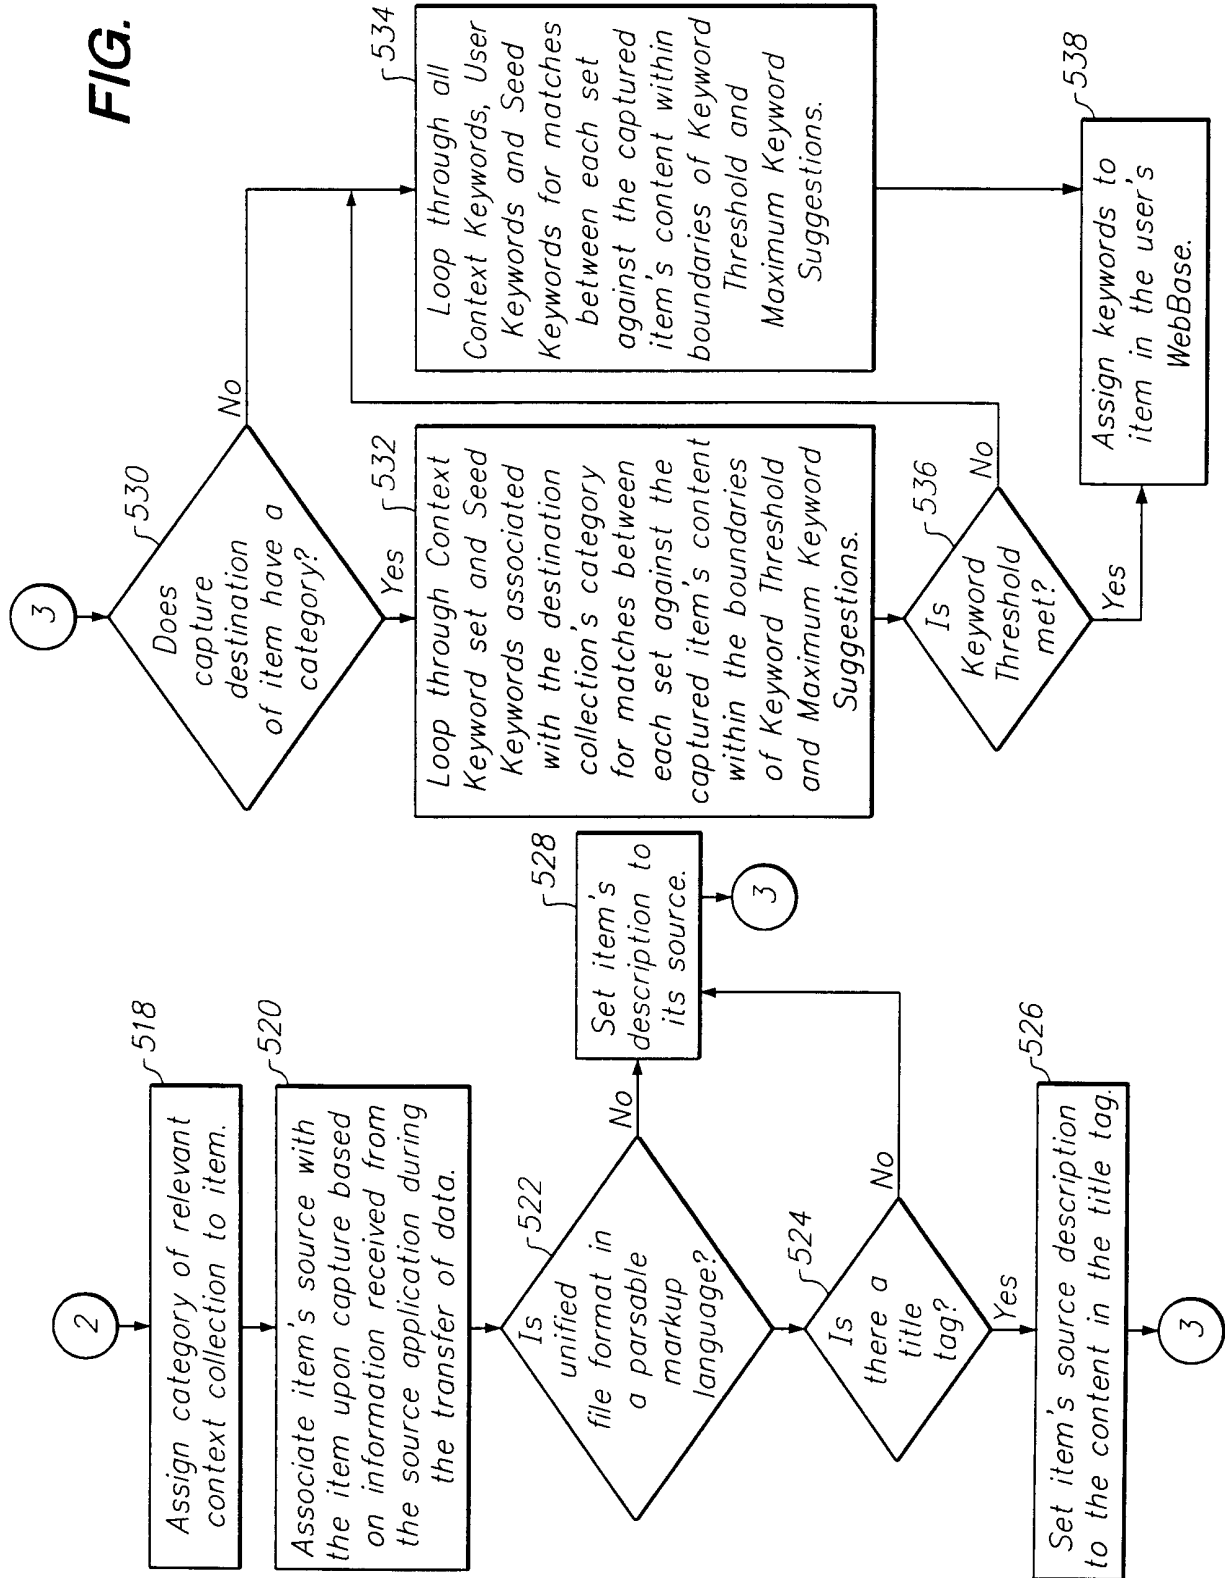 FIG.
2
518
Assign category of relevant
context collection to item.
520
Associate item's source with
the item upon capture based
on information received from
the source application during
the transfer of data.
522
Is
unified
file format in
a parsable
markup
language?
No
528
Set item's
description to
its source.
3
524
Is
there a
title
tag?
No
Yes
526
Set item's source description
to the content in the title tag.
3
3
530
Does
capture
destination
of item have a
category?
No
Yes
532
Loop through Context
Keyword set and Seed
Keywords associated
with the destination
collection's category
for matches between
each set against the
captured item's content
within the boundaries
of Keyword Threshold
and Maximum Keyword
Suggestions.
534
Loop through all
Context Keywords, User
Keywords and Seed
Keywords for matches
between each set
against the captured
item's content within
boundaries of Keyword
Threshold and
Maximum Keyword
Suggestions.
536
Is
Keyword
Threshold
met?
No
Yes
538
Assign keywords to
item in the user's
WebBase.